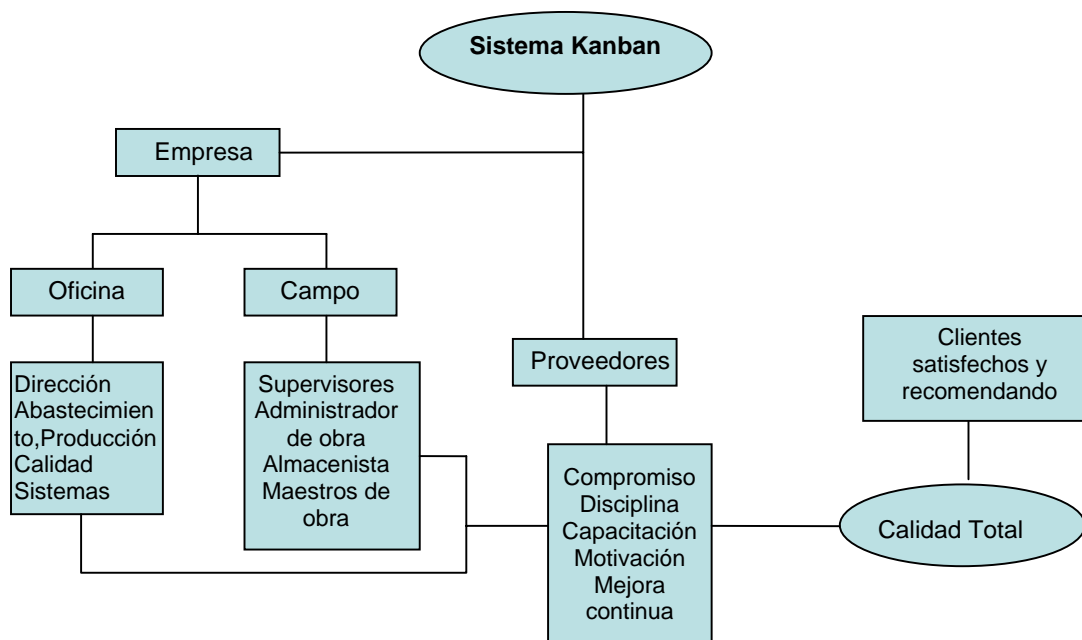 Sistema Kanban
Empresa
Oficina
Campo
Proveedores
Clientes
satisfechos y
recomendando
Dirección
Abastecimien
to,Producción
Calidad
Sistemas
Supervisores
Administrador
de obra
Almacenista
Maestros de
obra
Compromiso
Disciplina
Capacitación
Motivación
Mejora
continua
Calidad Total